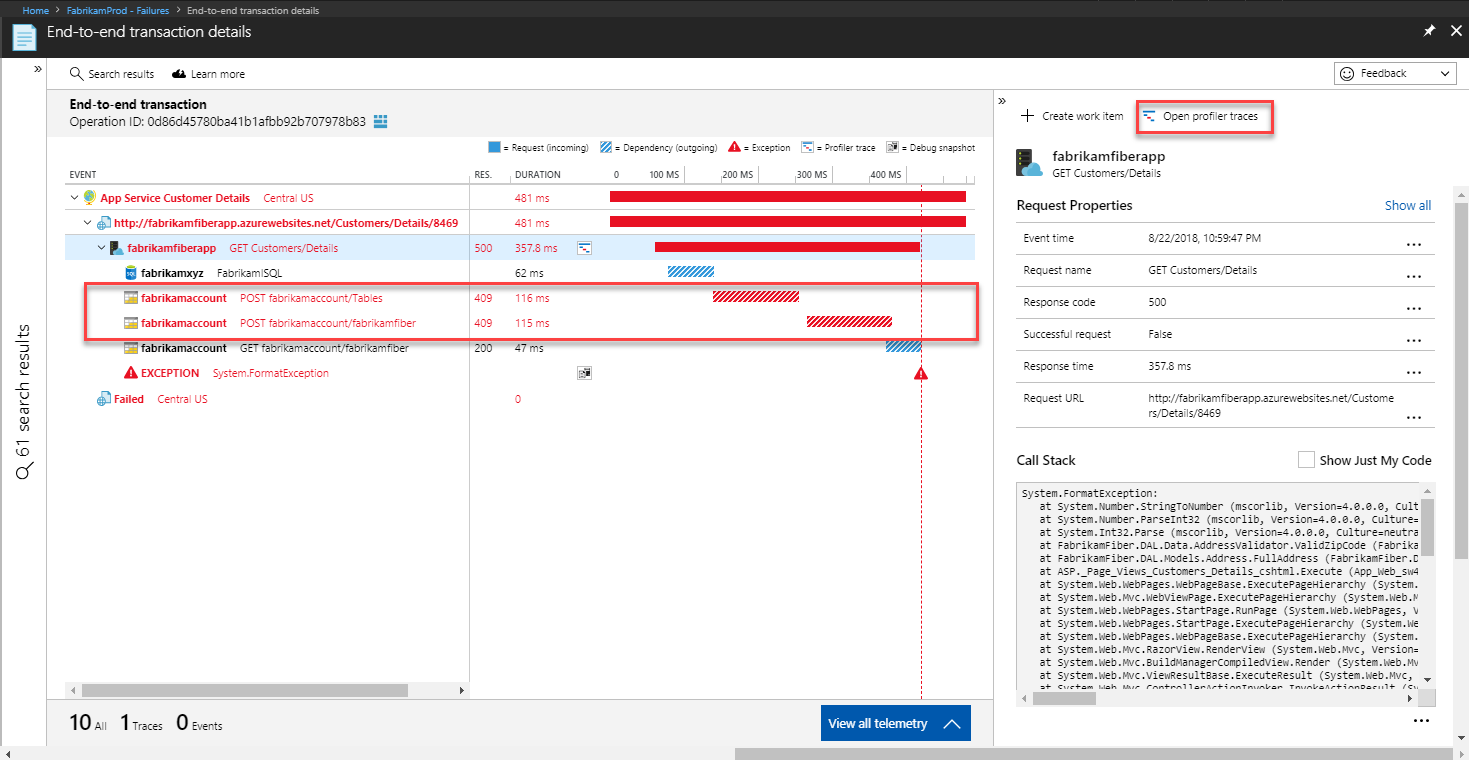 Home > FabrikamProd - Failures > End-to-end transaction details
End-to-end transaction details
»
Search results Learn more
Feedback
61 search results
End-to-end transaction
Operation ID: 0d86d45780ba41b1afbb92b707978b83
= Request (incoming) = Dependency (outgoing) = Exception = Profiler trace = Debug snapshot
EVENT RES. DURATION 0 100 MS 200 MS 300 MS 400 MS
App Service Customer Details Central US 481 ms
http://fabrikamfiberapp.azurewebsites.net/Customers/Details/8469 481 ms
fabrikamfiberapp GET Customers/Details 500 357.8 ms
fabrikamxyz FabrikamISQL 62 ms
fabrikamaccount POST fabrikamaccount/Tables 409 116 ms
fabrikamaccount POST fabrikamaccount/fabrikamfiber 409 115 ms
fabrikamaccount GET fabrikamaccount/fabrikamfiber 200 47 ms
EXCEPTION System.FormatException
Failed Central US 0
10 All 1 Traces 0 Events
View all telemetry
»
Create work item Open profiler traces
fabrikamfiberapp
GET Customers/Details
Request Properties Show all
Event time 8/22/2018, 10:59:47 PM ...
Request name GET Customers/Details ...
Response code 500 ...
Successful request False ...
Response time 357.8 ms ...
Request URL http://fabrikamfiberapp.azurewebsites.net/Custome
rs/Details/8469 ...
Call Stack Show Just My Code
System.FormatException:
at System.Number.StringToNumber (mscorlib, Version=4.0.0.0, Cult
at System.Number.ParseInt32 (mscorlib, Version=4.0.0.0, Culture=
at System.Int32.Parse (mscorlib, Version=4.0.0.0, Culture=neutra
at FabrikamFiber.DAL.Data.AddressValidator.ValidZipCode (Fabrika
at FabrikamFiber.DAL.Models.Address.FullAddress (FabrikamFiber.D
at ASP._Page_Views_Customers_Details_cshtml.Execute (App_Web_sw4
at System.Web.WebPages.WebPageBase.ExecutePageHierarchy (System.
at System.Web.Mvc.WebViewPage.ExecutePageHierarchy (System.Web.M
at System.Web.WebPages.StartPage.RunPage (System.Web.WebPages, V
at System.Web.WebPages.StartPage.ExecutePageHierarchy (System.We
at System.Web.WebPages.WebPageBase.ExecutePageHierarchy (System.
at System.Web.Mvc.RazorView.RenderView (System.Web.Mvc, Version=
at System.Web.Mvc.BuildManagerCompiledView.Render (System.Web.Mv
at System.Web.Mvc.ViewResultBase.ExecuteResult (System.Web.Mvc,
at System.Web.Mvc.ControllerActionInvoker.InvokeActionResult (Sy
...